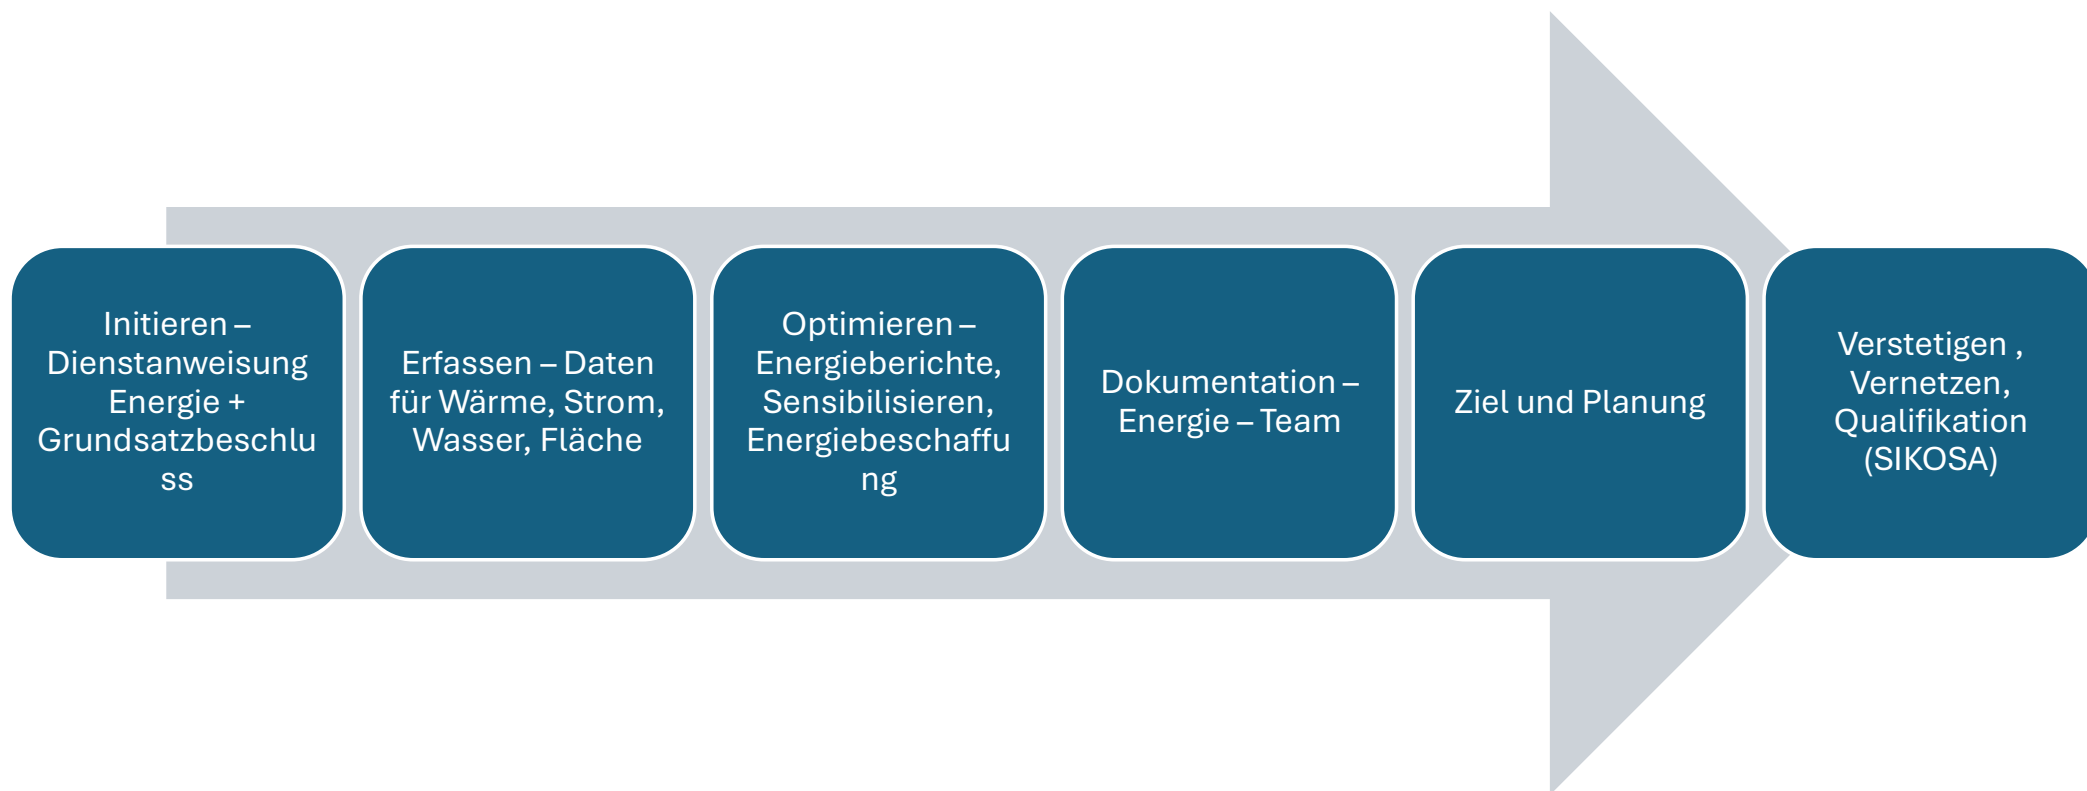 Initieren –
Dienstanweisung
Energie +
Grundsatzbeschlu
ss
Erfassen – Daten
für Wärme, Strom,
Wasser, Fläche
Optimieren –
Energieberichte,
Sensibilisieren,
Energiebeschaffu
ng
Dokumentation –
Energie – Team
Ziel und Planung
Verstetigen ,
Vernetzen,
Qualifikation
(SIKOSA)